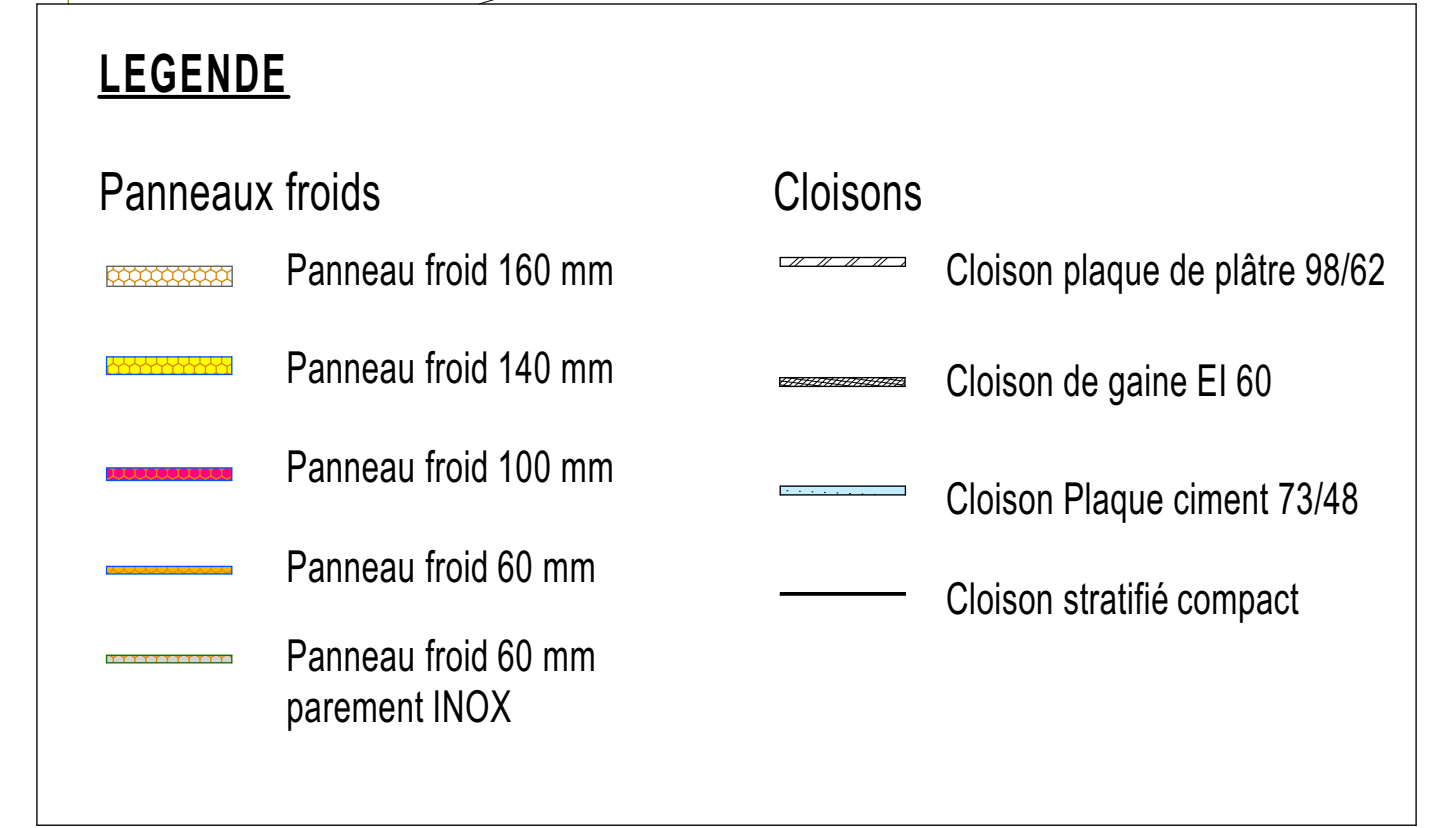 LEGENDE
Panneaux froids
Panneau froid 160 mm
Panneau froid 140 mm
Panneau froid 100 mm
Panneau froid 60 mm
Panneau froid 60 mm
parement INOX
Cloisons
Cloison plaque de plâtre 98/62
Cloison de gaine EI 60
Cloison Plaque ciment 73/48
Cloison stratifié compact